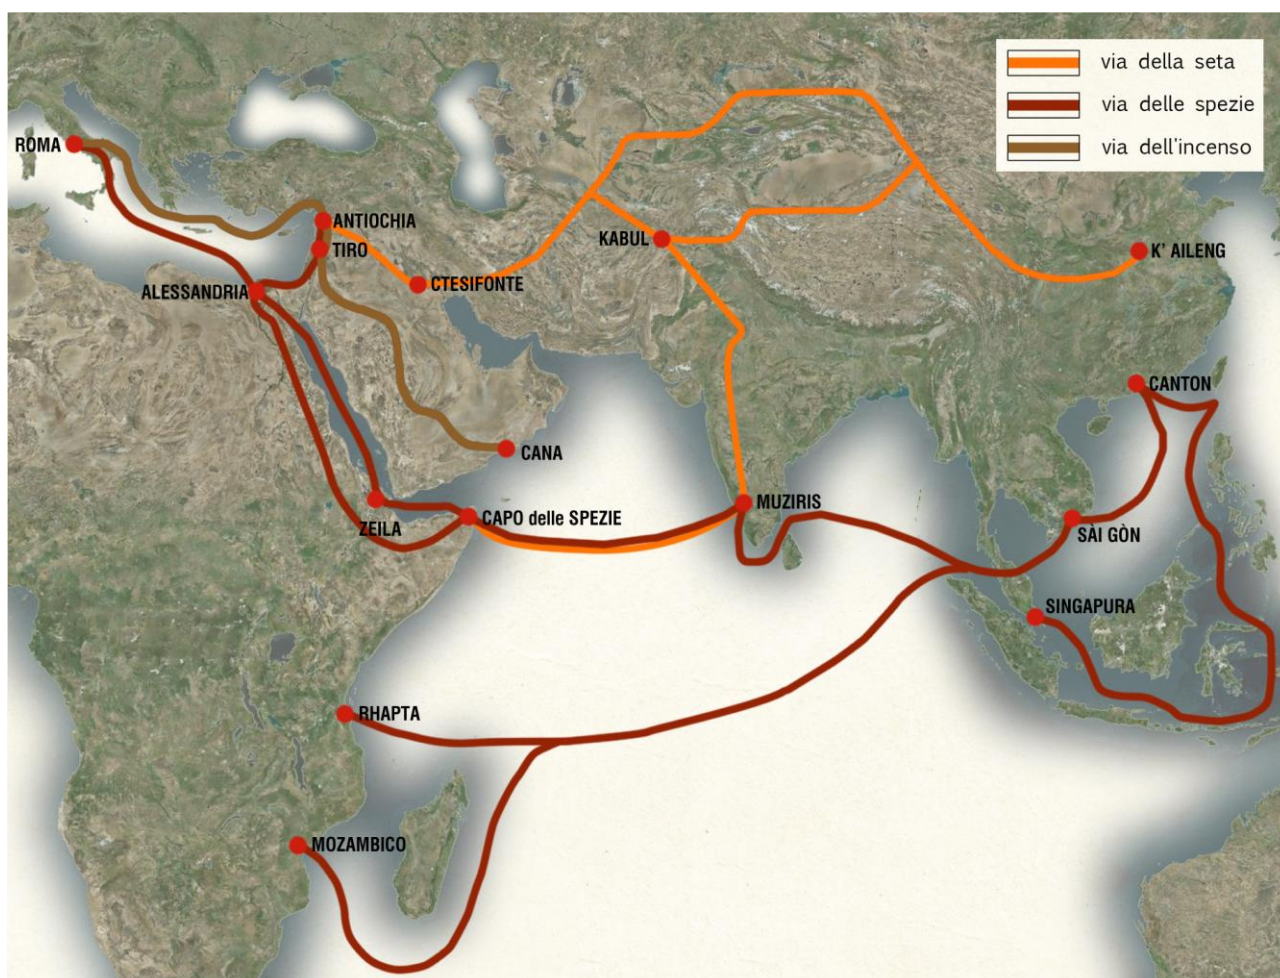 via della seta
via delle spezie
via dell'incenso
ROMA
ANTIOCHIA
TIRO
KABUL
K' AILENG
CTESIFONTE
ALESSANDRIA
CANTON
CANA
MUZIRIS
CAPO delle SPEZIE
ZEILA
SÀI GÒN
SINGAPURA
RHAPTA
MOZAMBICO